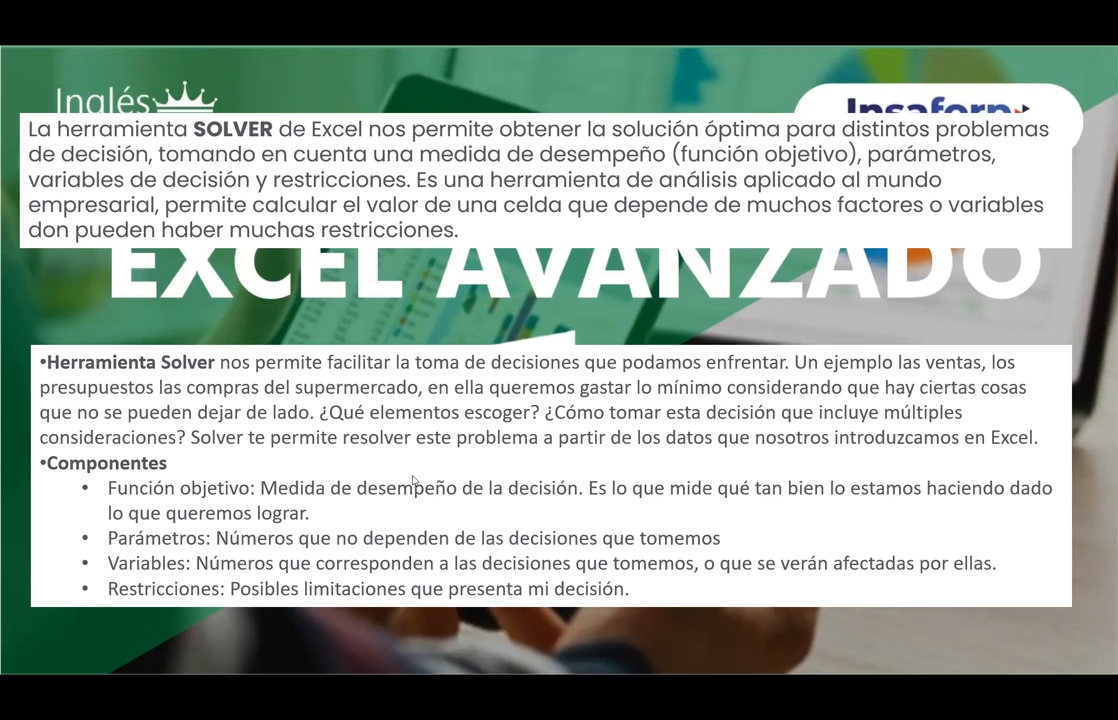 Inglés
Insaforp
La herramienta SOLVER de Excel nos permite obtener la solución óptima para distintos problemas
de decisión, tomando en cuenta una medida de desempeño (función objetivo), parámetros,
variables de decisión y restricciones. Es una herramienta de análisis aplicado al mundo
empresarial, permite calcular el valor de una celda que depende de muchos factores o variables
don pueden haber muchas restricciones.
EXCEL AVANZADO
•Herramienta Solver nos permite facilitar la toma de decisiones que podamos enfrentar. Un ejemplo las ventas, los
presupuestos las compras del supermercado, en ella queremos gastar lo mínimo considerando que hay ciertas cosas
que no se pueden dejar de lado. ¿Qué elementos escoger? ¿Cómo tomar esta decisión que incluye múltiples
consideraciones? Solver te permite resolver este problema a partir de los datos que nosotros introduzcamos en Excel.
•Componentes
• Función objetivo: Medida de desempeño de la decisión. Es lo que mide qué tan bien lo estamos haciendo dado
lo que queremos lograr.
• Parámetros: Números que no dependen de las decisiones que tomemos
• Variables: Números que corresponden a las decisiones que tomemos, o que se verán afectadas por ellas.
• Restricciones: Posibles limitaciones que presenta mi decisión.